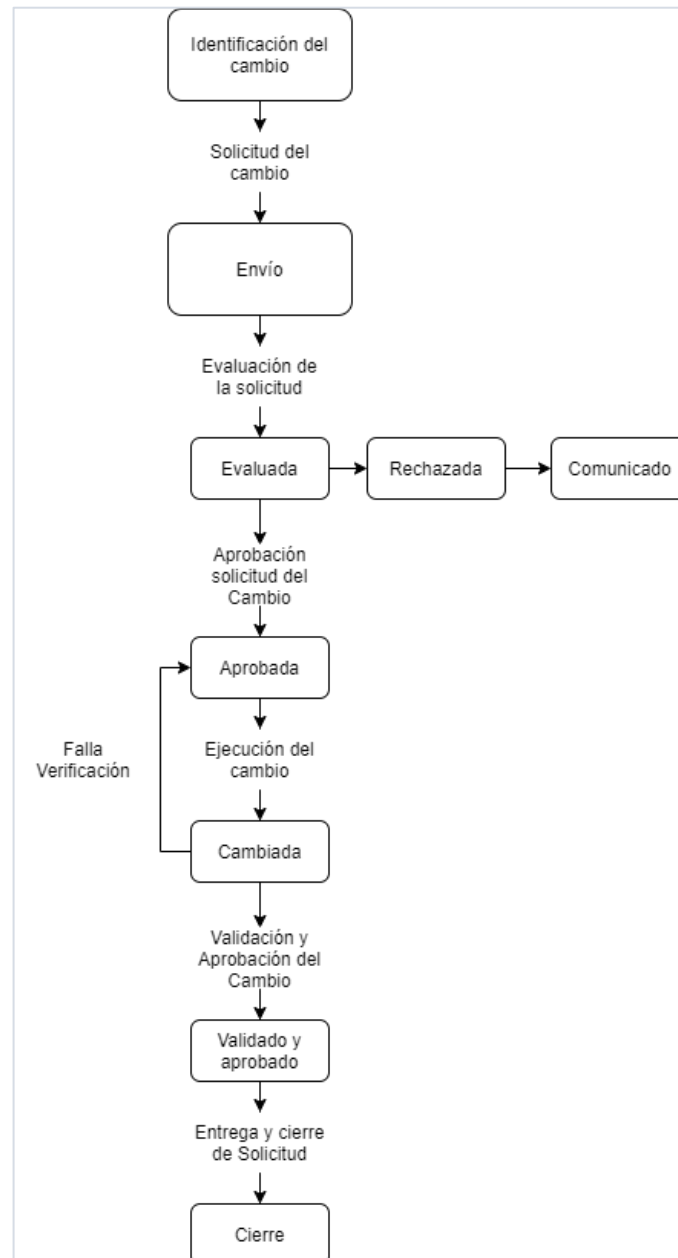 Identificación del
cambio
Solicitud del
cambio
Envío
Evaluación de
la solicitud
Evaluada
Rechazada
Comunicado
Aprobación
solicitud del
Cambio
Aprobada
Falla
Verificación
Ejecución del
cambio
Cambiada
Validación y
Aprobación del
Cambio
Validado y
aprobado
Entrega y cierre
de Solicitud
Cierre